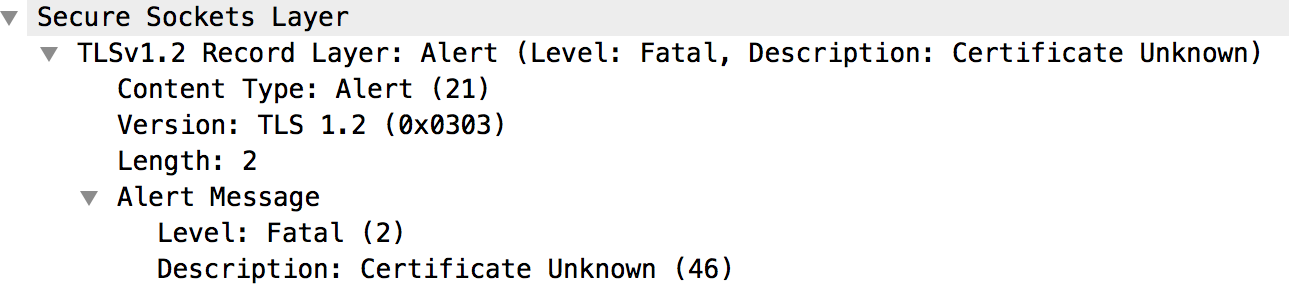 Secure Sockets Layer
TLSv1.2 Record Layer: Alert (Level: Fatal, Description: Certificate Unknown)
Content Type: Alert (21)
Version: TLS 1.2 (0x0303)
Length: 2
Alert Message
Level: Fatal (2)
Description: Certificate Unknown (46)